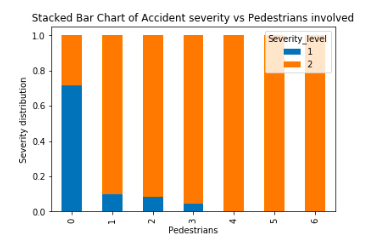 Stacked Bar Chart of Accident severity vs Pedestrians involved
Severity_level
1
2
Severity distribution
1.0
0.8
0.6
0.4
0.2
0.0
0 1 2 3 4 5 6
Pedestrians